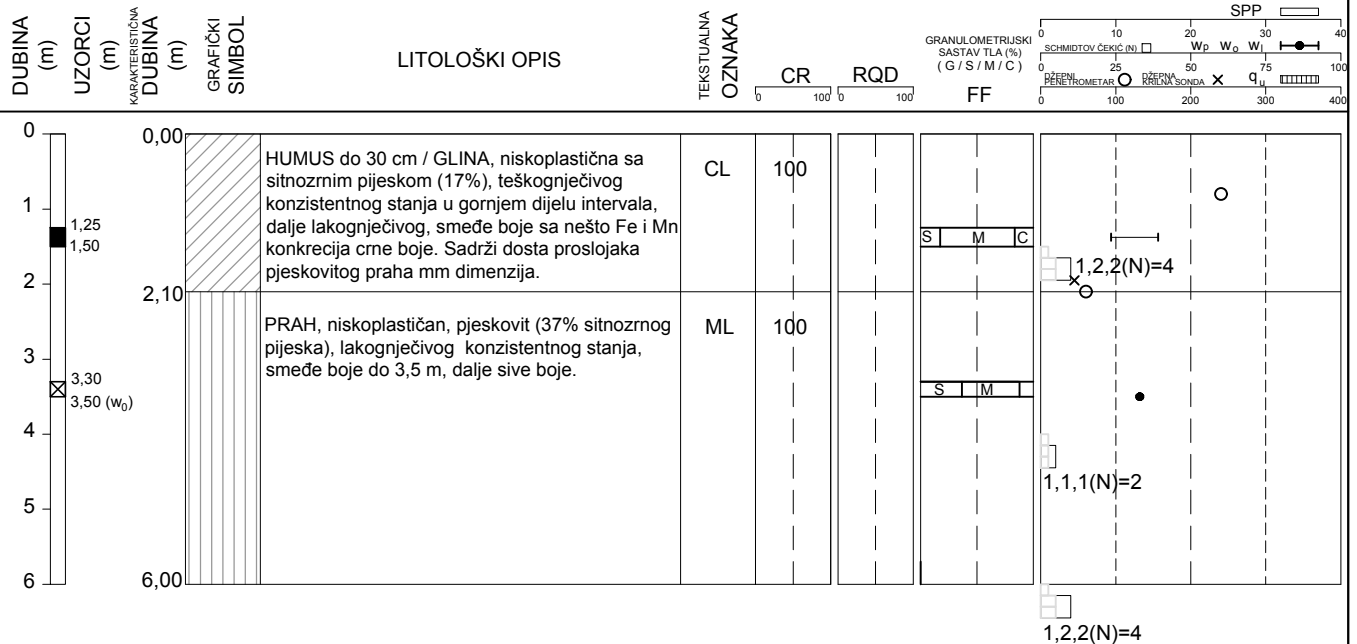 DUBINA (m)
UZORCI (m)
KARAKTERISTIČNA DUBINA (m)
GRAFIČKI SIMBOL
LITOLOŠKI OPIS
TEKSTUALNA OZNAKA
CR
0 100
RQD
0 100
GRANULOMETRIJSKI
SASTAV TLA (%)
( G / S / M / C )
FF
SPP
0 10 20 30 40
SCHMIDTOV ČEKIĆ (N) wP wo wl
0 25 50 75 100
DŽEPNI PENETROMETAR DŽEPNA KRILNA SONDA qu
0 100 200 300 400
0
0,00
HUMUS do 30 cm / GLINA, niskoplastična sa
sitnozrnim pijeskom (17%), teškognječivog
konzistentnog stanja u gornjem dijelu intervala,
dalje lakognječivog, smeđe boje sa nešto Fe i Mn
konkrecija crne boje. Sadrži dosta proslojaka
pjeskovitog praha mm dimenzija.
CL
100
1
1,25
1,50
S M C
1,2,2(N)=4
2
2,10
PRAH, niskoplastičan, pjeskovit (37% sitnozrnog
pijeska), lakognječivog konzistentnog stanja,
smeđe boje do 3,5 m, dalje sive boje.
ML
100
3
3,30
3,50 (w0)
S M
4
1,1,1(N)=2
5
6
6,00
1,2,2(N)=4